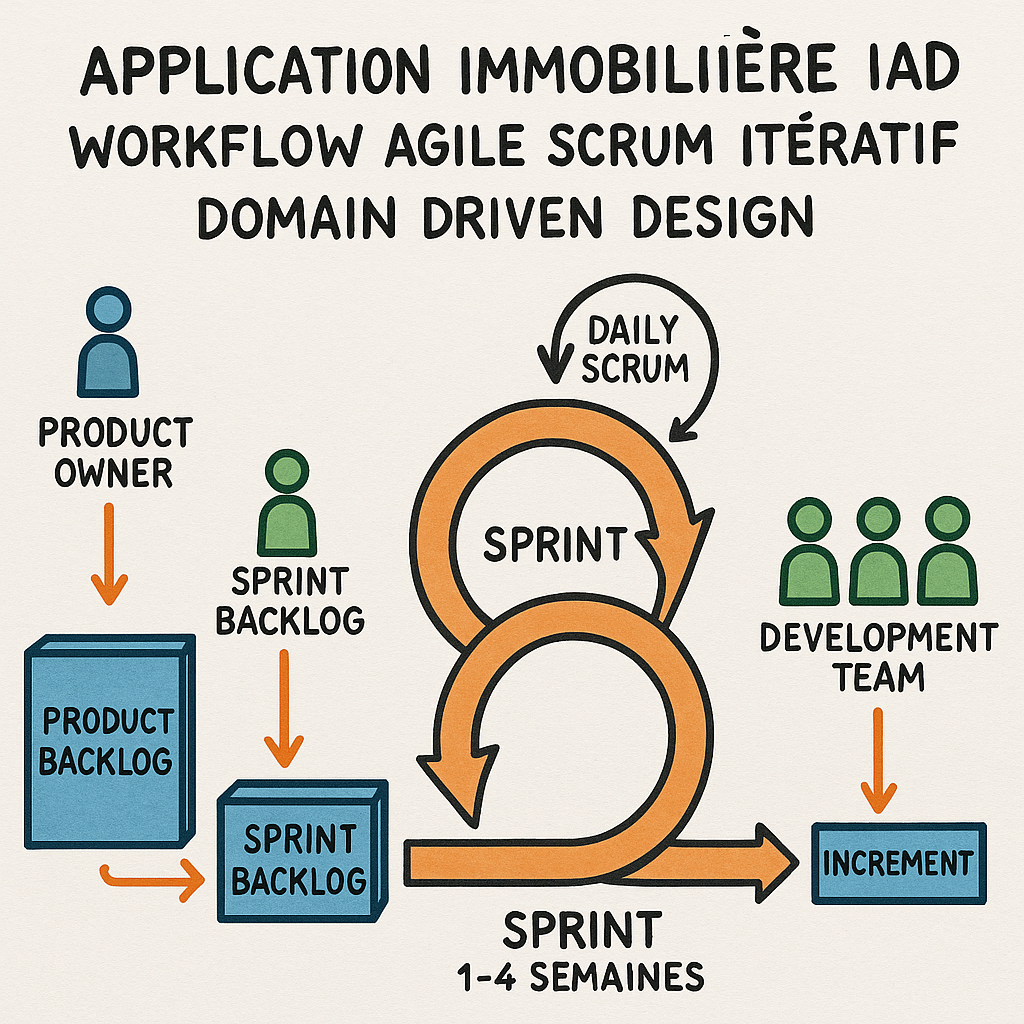 APPLICATION IMMOBILIIÈRE IAD
WORKFLOW AGILE SCRUM ITÉRATIF
DOMAIN DRIVEN DESIGN
DAILY
SCRUM
PRODUCT
OWNER
SPRINT
BACKLOG
SPRINT
DEVELOPMENT
TEAM
PRODUCT
BACKLOG
SPRINT
BACKLOG
INCREMENT
SPRINT
1-4 SEMAINES